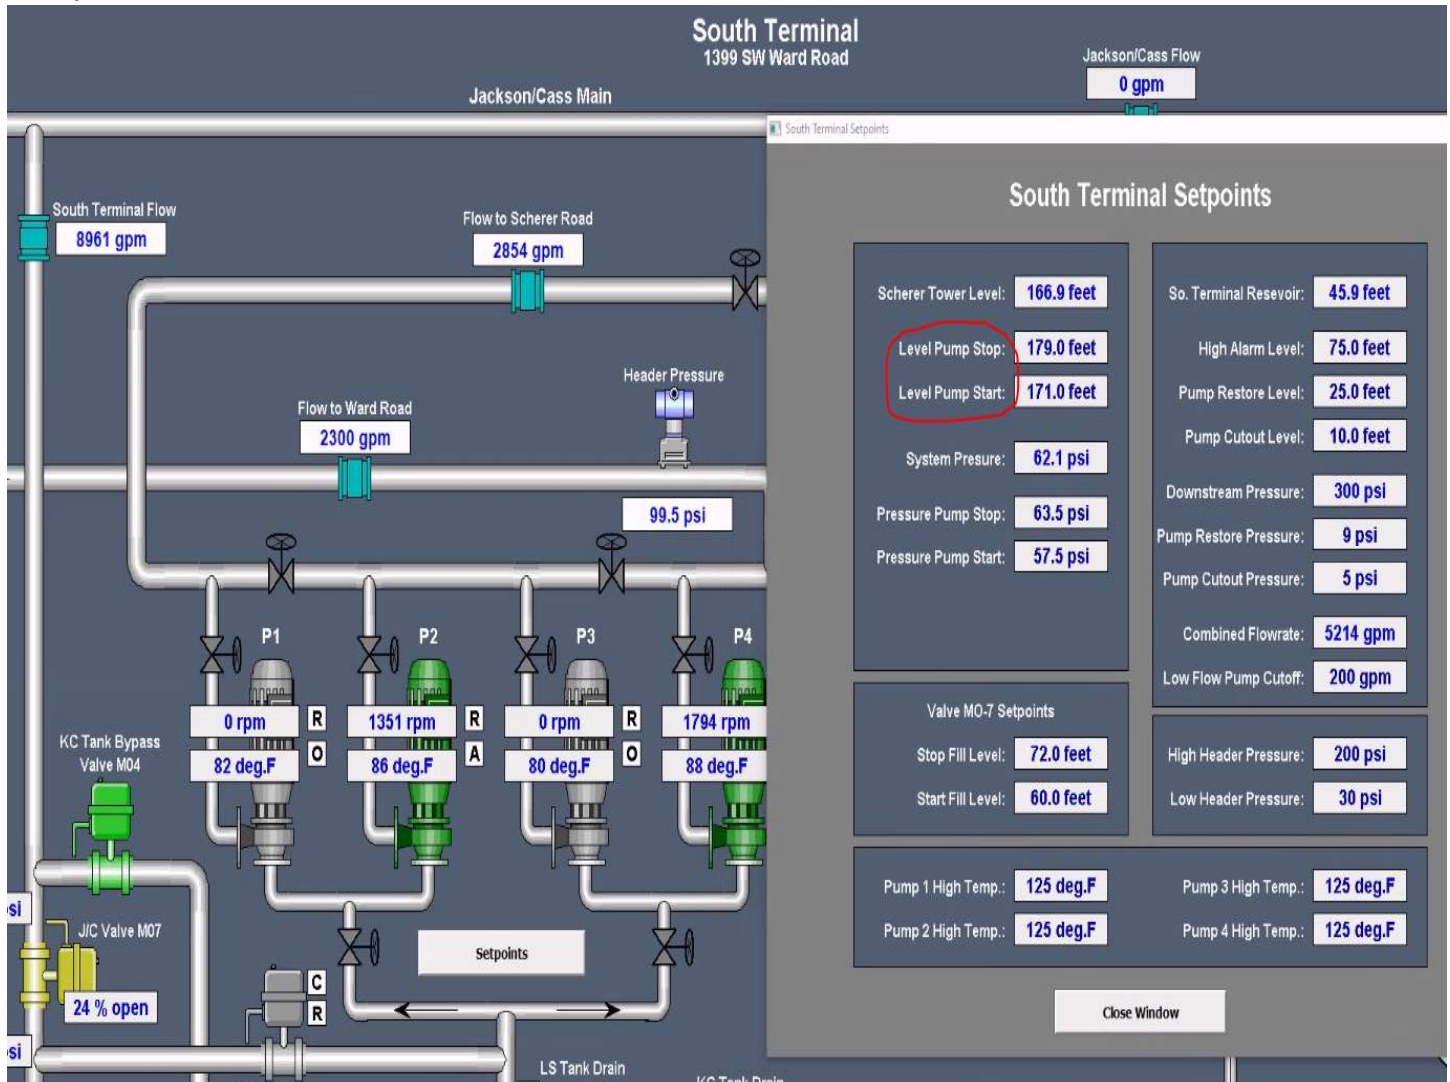 South Terminal
1399 SW Ward Road
Jackson/Cass Flow
0 gpm
Jackson/Cass Main
South Terminal Flow
8961 gpm
Flow to Scherer Road
2854 gpm
Header Pressure
99.5 psi
Flow to Ward Road
2300 gpm
P1
0 rpm
R
82 deg.F
O
P2
1351 rpm
R
86 deg.F
A
P3
0 rpm
R
80 deg.F
O
P4
1794 rpm
88 deg.F
KC Tank Bypass
Valve M04
si
J/C Valve M07
24 % open
si
C
R
Setpoints
LS Tank Drain
KC Tank Drain
South Terminal Setpoints
South Terminal Setpoints
Scherer Tower Level: 166.9 feet
Level Pump Stop: 179.0 feet
Level Pump Start: 171.0 feet
System Presure: 62.1 psi
Pressure Pump Stop: 63.5 psi
Pressure Pump Start: 57.5 psi
Valve MO-7 Setpoints
Stop Fill Level: 72.0 feet
Start Fill Level: 60.0 feet
So. Terminal Resevoir: 45.9 feet
High Alarm Level: 75.0 feet
Pump Restore Level: 25.0 feet
Pump Cutout Level: 10.0 feet
Downstream Pressure: 300 psi
Pump Restore Pressure: 9 psi
Pump Cutout Pressure: 5 psi
Combined Flowrate: 5214 gpm
Low Flow Pump Cutoff: 200 gpm
High Header Pressure: 200 psi
Low Header Pressure: 30 psi
Pump 1 High Temp.: 125 deg.F
Pump 3 High Temp.: 125 deg.F
Pump 2 High Temp.: 125 deg.F
Pump 4 High Temp.: 125 deg.F
Close Window